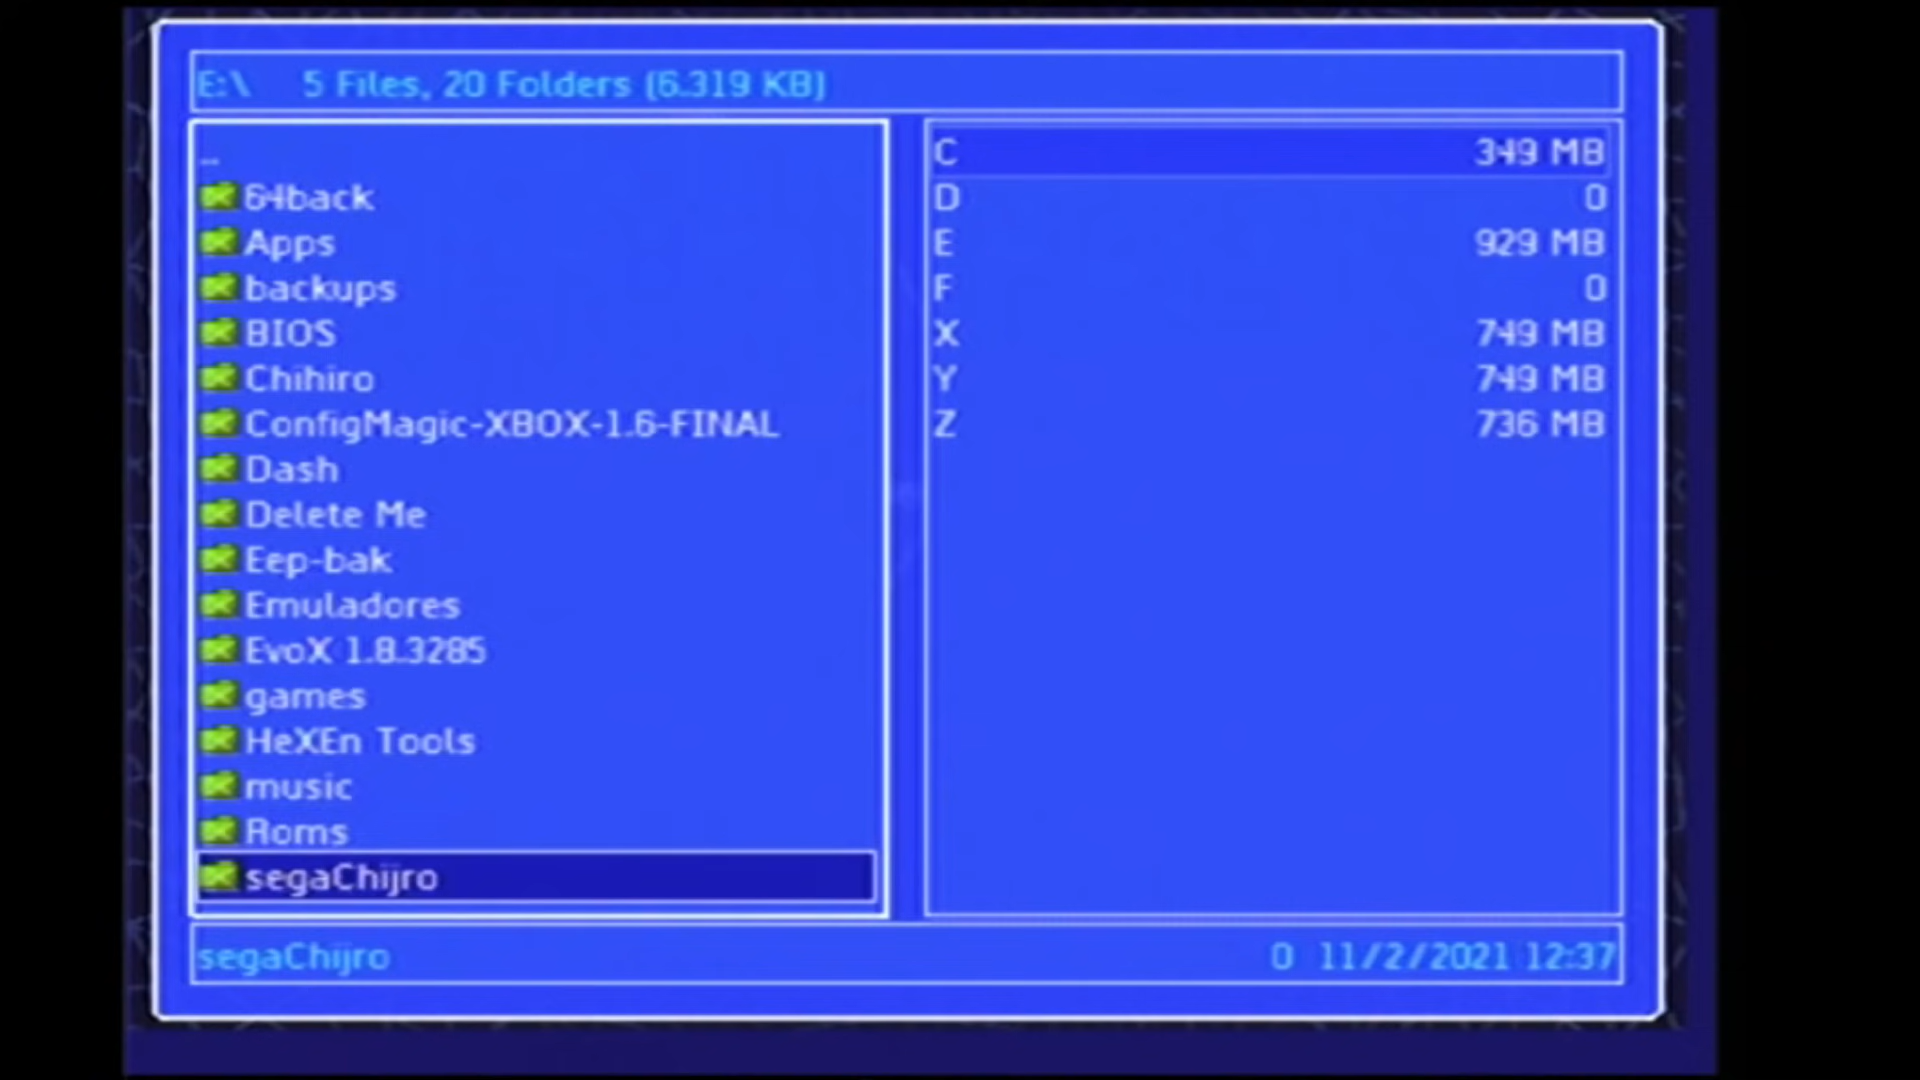 E:\ 5 Files, 20 Folders (6.319 KB)
..
64back
Apps
backups
BIOS
Chihiro
ConfigMagic-XBOX-1.6-FINAL
Dash
Delete Me
Eep-bak
Emuladores
EvoX 1.8.3285
games
HeXEn Tools
music
Roms
segaChijro
C 349 MB
D 0
E 929 MB
F 0
X 749 MB
Y 749 MB
Z 736 MB
segaChijro 0 11/2/2021 12:37